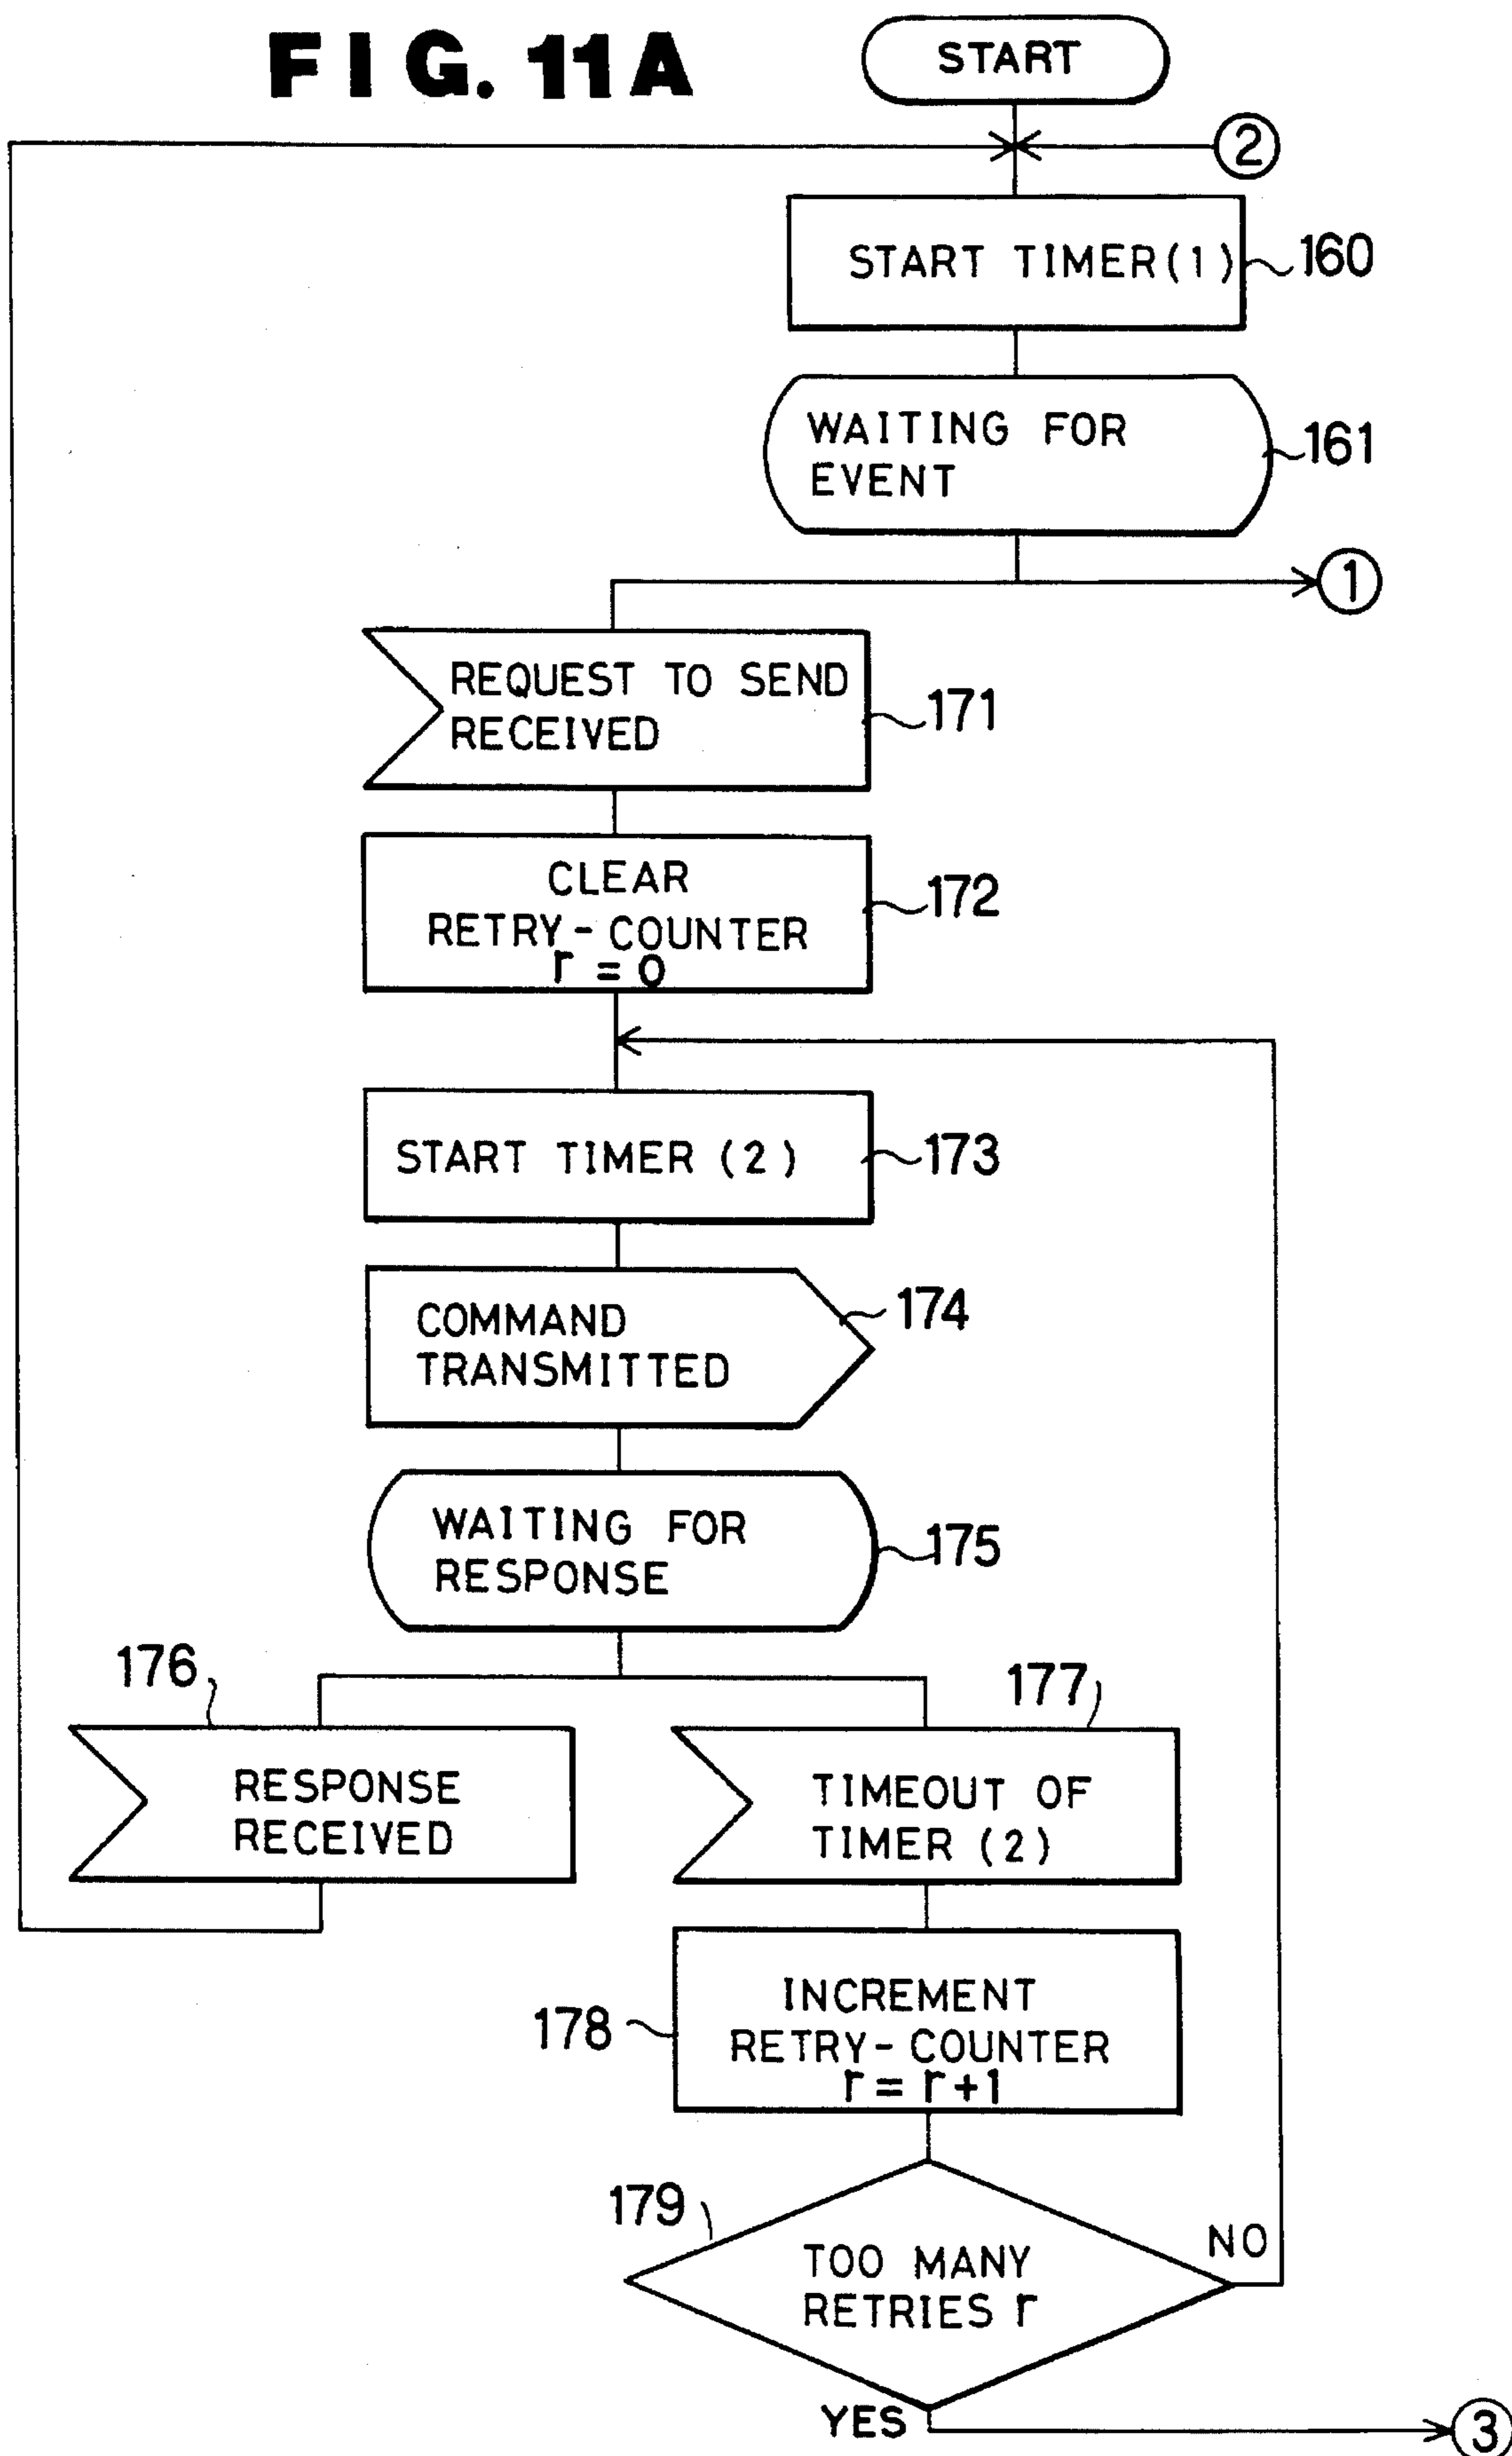 FIG. 11A
START
2
START TIMER(1)
160
WAITING FOR
EVENT
161
1
REQUEST TO SEND
RECEIVED
171
CLEAR
RETRY-COUNTER
r = 0
172
START TIMER (2)
173
COMMAND
TRANSMITTED
174
WAITING FOR
RESPONSE
175
176
RESPONSE
RECEIVED
177
TIMEOUT OF
TIMER (2)
178
INCREMENT
RETRY-COUNTER
r = r+1
179
TOO MANY
RETRIES r
NO
YES
3